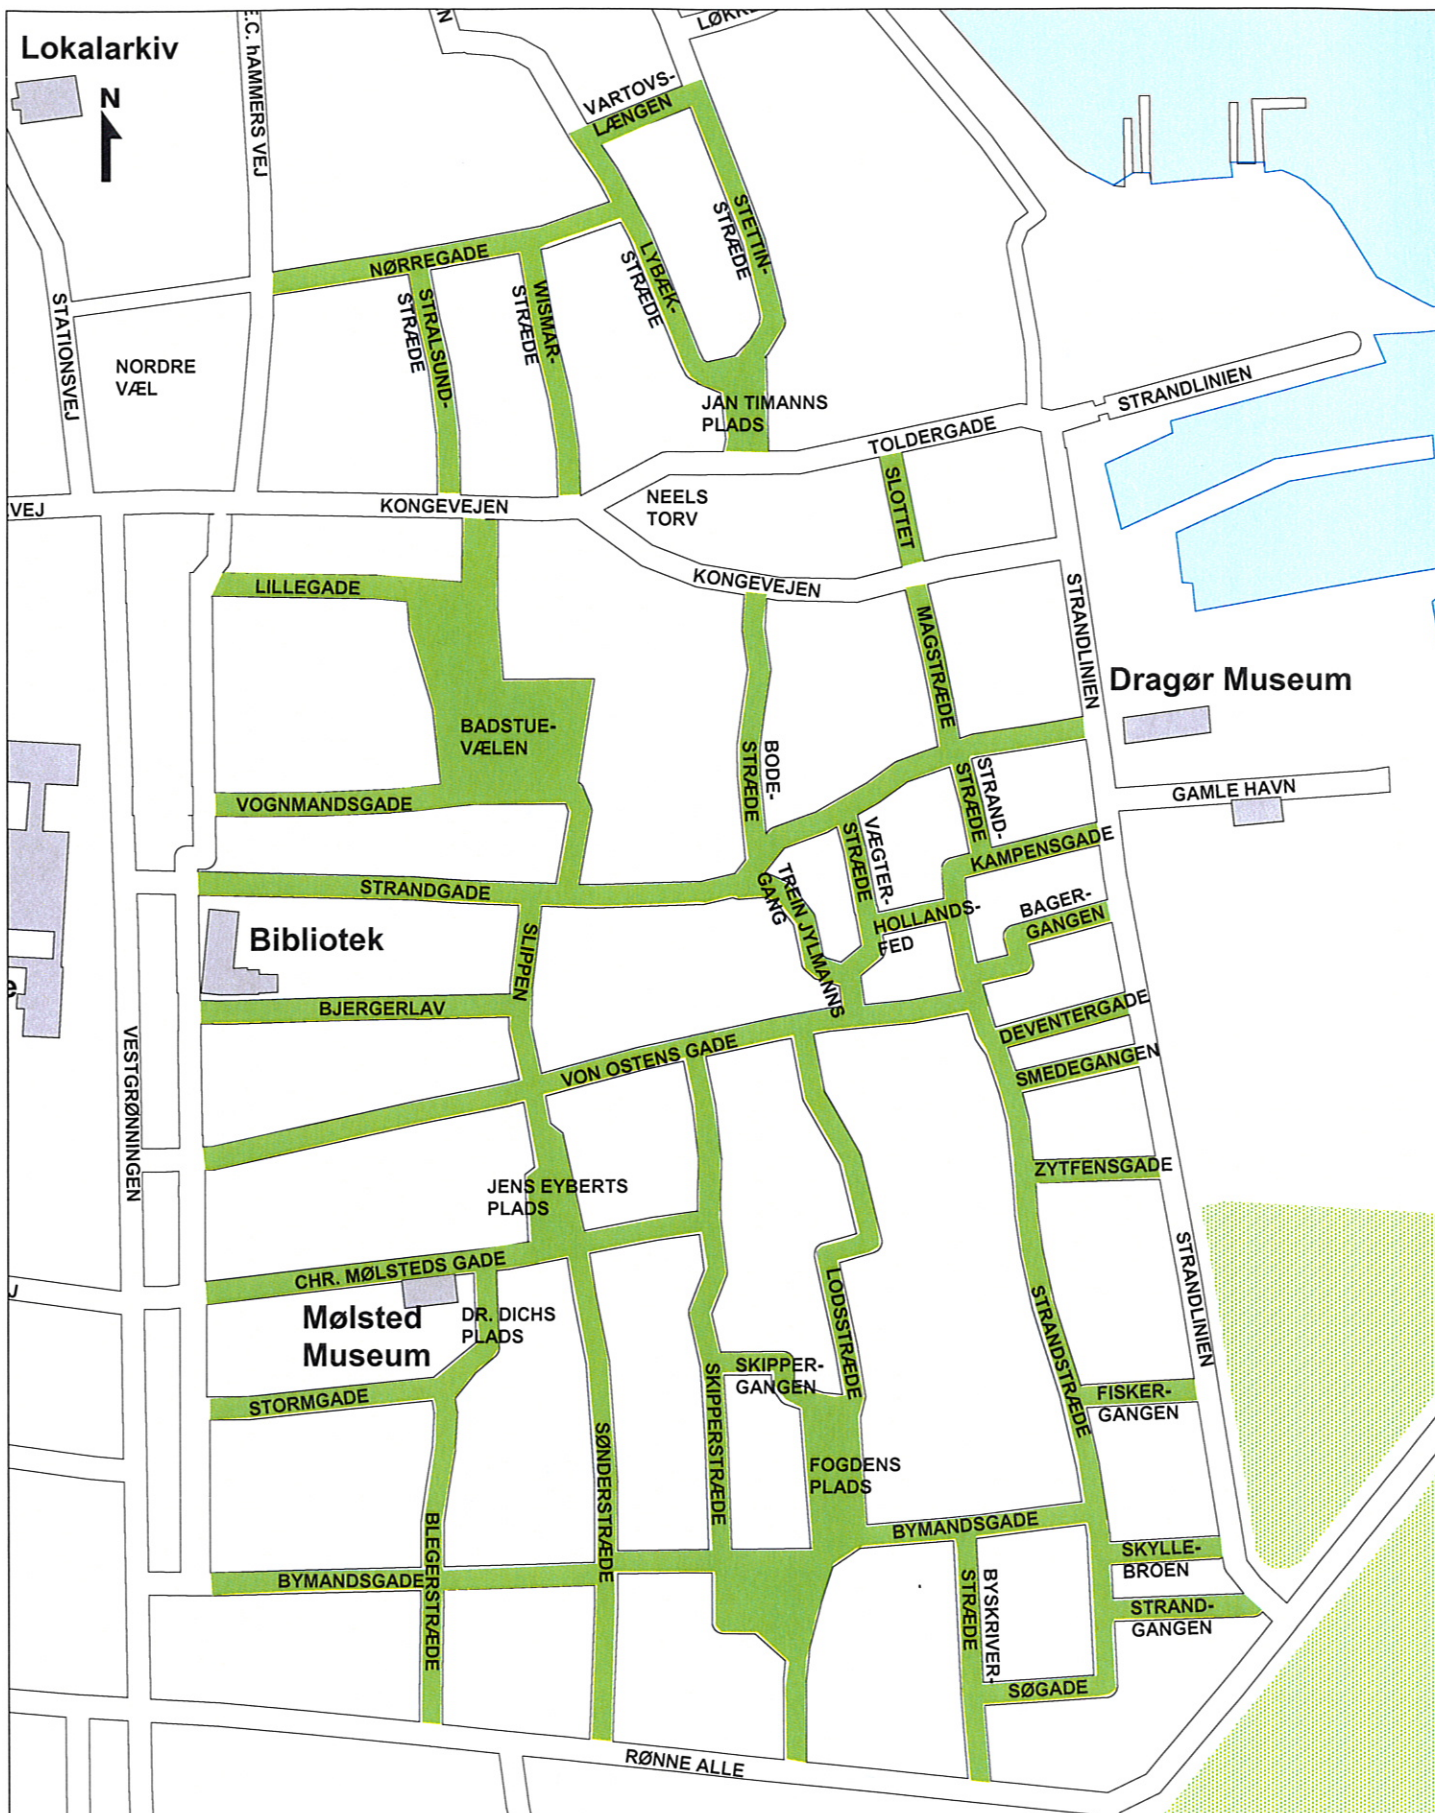 Lokalarkiv
N
E.C. hAMMERS VEJ
N
LØKKE
VARTOVS-
LÆNGEN
STETTIN-
STRÆDE
NØRREGADE
LYBÆK-
STRÆDE
WISMAR-
STRÆDE
STRALSUND-
STRÆDE
STATIONSVEJ
NORDRE
VÆL
JAN TIMANNS
PLADS
TOLDERGADE
STRANDLINIEN
VEJ
KONGEVEJEN
NEELS
TORV
SLOTTET
KONGEVEJEN
LILLEGADE
MAGSTRÆDE
STRANDLINIEN
Dragør Museum
BADSTUE-
VÆLEN
BODE-
STRÆDE
STRAND-
STRÆDE
GAMLE HAVN
VOGNMANDSGADE
VÆGTER-
STRÆDE
KAMPENSGADE
STRANDGADE
TREIN JYLMANNS
GANG
HOLLANDS-
FED
BAGER-
GANGEN
SLIPPEN
Bibliotek
e
BJERGERLAV
DEVENTERGADE
VON OSTENS GADE
SMEDEGANGEN
VESTGRØNNINGEN
ZYTFENSGADE
JENS EYBERTS
PLADS
CHR. MØLSTEDS GADE
STRANDLINIEN
J
Mølsted
Museum
DR. DICHS
PLADS
LODSSTRÆDE
STRANDSTRÆDE
SKIPPER-
GANGEN
SKIPPERSTRÆDE
STORMGADE
FISKER-
GANGEN
SØNDERSTRÆDE
FOGDENS
PLADS
BLEGERSTRÆDE
BYMANDSGADE
SKYLLE-
BROEN
BYMANDSGADE
BYSKRIVER-
STRÆDE
STRAND-
GANGEN
SØGADE
RØNNE ALLE